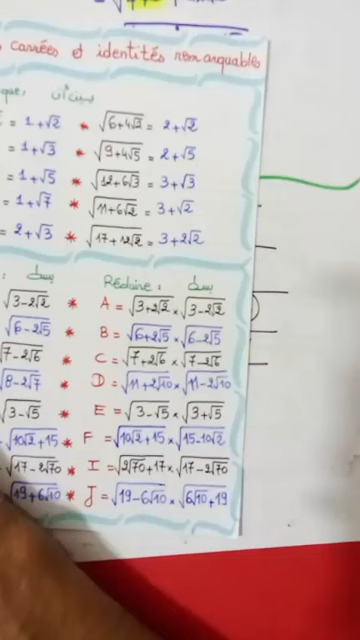 carrées et identités remarquables
que: بين أن
= 1+√2 * √(6+4√2) = 2+√2
= 1+√3 * √(9+4√5) = 2+√5
= 1+√5 * √(12+6√3) = 3+√3
= 1+√7 * √(11+6√2) = 3+√2
= 2+√3 * √(17+12√2) = 3+2√2
: بسط Réduire : بسط
√(3-2√2) * A = √(3+2√2) × √(3-2√2)
√(6-2√5) * B = √(6+2√5) × √(6-2√5)
√(7-2√6) * C = √(7+2√6) × √(7-2√6)
√(8-2√7) * D = √(11+2√10) × √(11-2√10)
√(3-√5) * E = √(3-√5) × √(3+√5)
√(10√2+15) * F = √(10√2+15) × √(15-10√2)
√(17-2√70) * I = √(2√70+17) × √(17-2√70)
√(19+6√10) * J = √(19-6√10) × √(6√10+19)